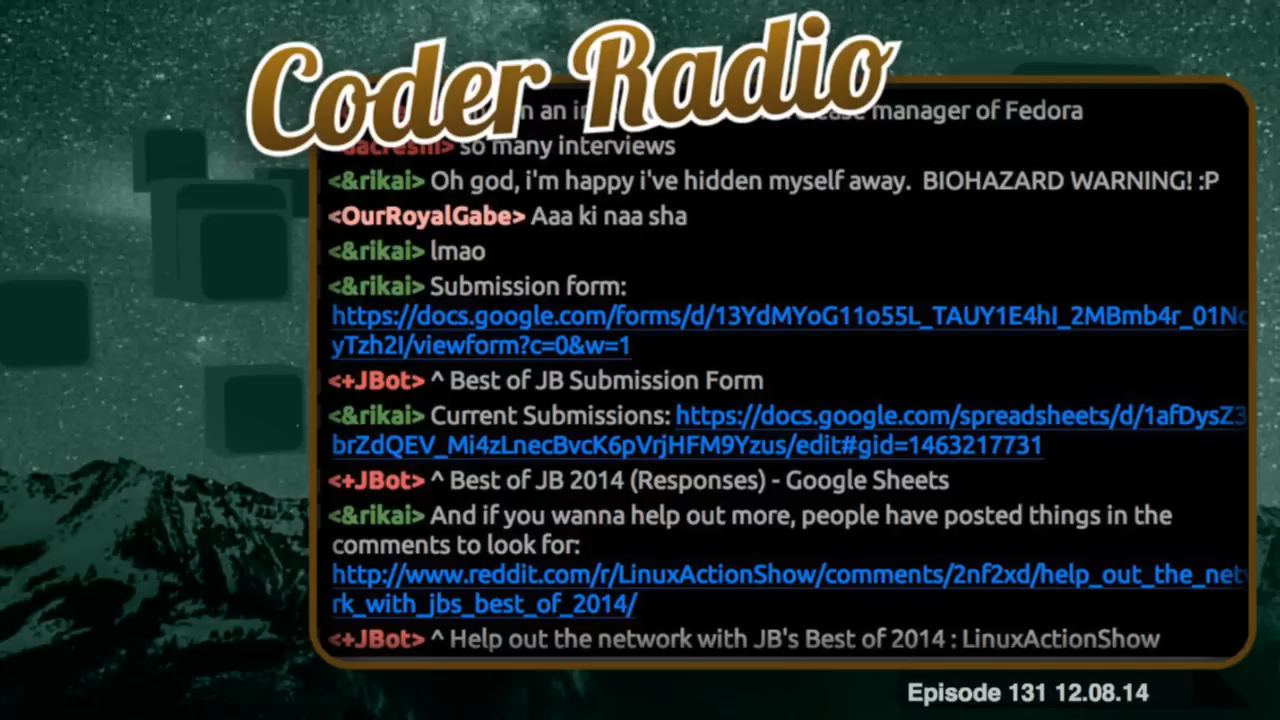 Coder Radio
manager of Fedora
so many interviews
<&rikai> Oh god, i'm happy i've hidden myself away. BIOHAZARD WARNING! :P
<OurRoyalGabe> Aaa ki naa sha
<&rikai> lmao
<&rikai> Submission form:
https://docs.google.com/forms/d/13YdMYoG11o55L_TAUY1E4hI_2MBmb4r_01Nc
yTzh2I/viewform?c=0&w=1
<+JBot> ^ Best of JB Submission Form
<&rikai> Current Submissions: https://docs.google.com/spreadsheets/d/1afDysZ3
brZdQEV_Mi4zLnecBvcK6pVrjHFM9Yzus/edit#gid=1463217731
<+JBot> ^ Best of JB 2014 (Responses) - Google Sheets
<&rikai> And if you wanna help out more, people have posted things in the
comments to look for:
http://www.reddit.com/r/LinuxActionShow/comments/2nf2xd/help_out_the_netw
rk_with_jbs_best_of_2014/
<+JBot> ^ Help out the network with JB's Best of 2014 : LinuxActionShow
Episode 131 12.08.14